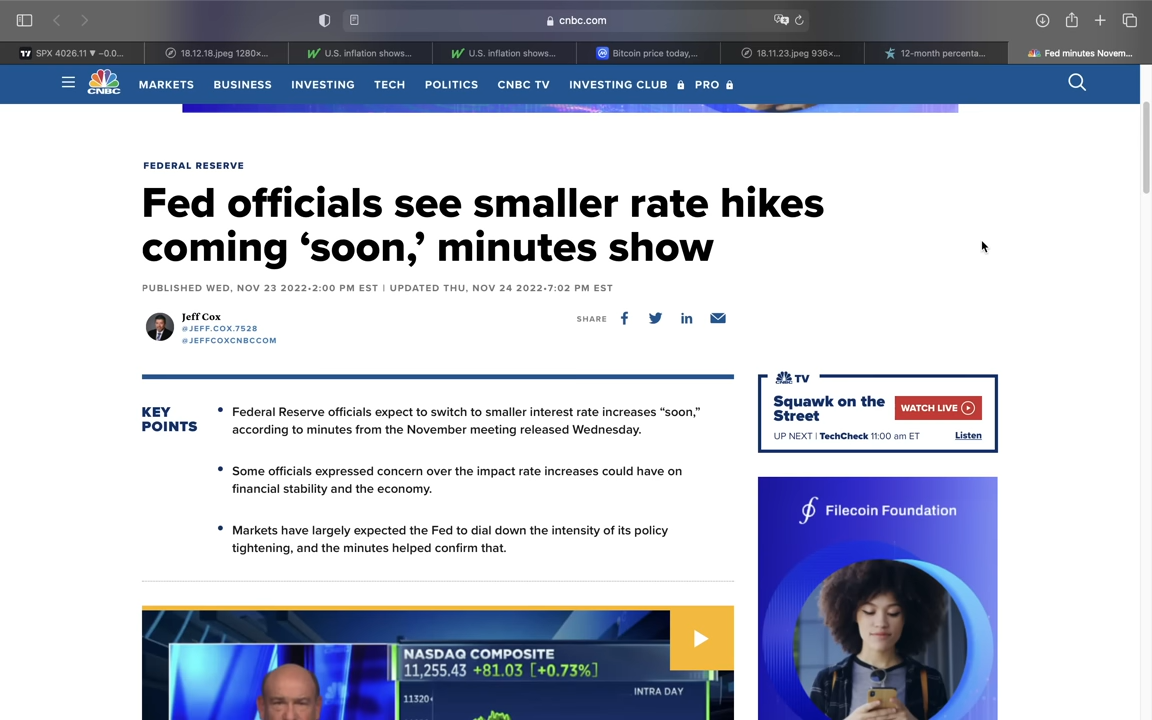 cnbc.com
SPX 4026.11 ▼ −0.0...
18.12.18.jpeg 1280×...
U.S. inflation shows...
U.S. inflation shows...
Bitcoin price today,...
18.11.23.jpeg 936×...
12-month percenta...
Fed minutes Novem...
CNBC
MARKETS BUSINESS INVESTING TECH POLITICS CNBC TV INVESTING CLUB PRO
FEDERAL RESERVE
Fed officials see smaller rate hikes
coming ‘soon,’ minutes show
PUBLISHED WED, NOV 23 2022•2:00 PM EST | UPDATED THU, NOV 24 2022•7:02 PM EST
Jeff Cox
@JEFF.COX.7528
@JEFFCOXCNBCCOM
SHARE
KEY
POINTS
Federal Reserve officials expect to switch to smaller interest rate increases “soon,”
according to minutes from the November meeting released Wednesday.
Some officials expressed concern over the impact rate increases could have on
financial stability and the economy.
Markets have largely expected the Fed to dial down the intensity of its policy
tightening, and the minutes helped confirm that.
CNBC TV
Squawk on the
Street
WATCH LIVE
UP NEXT | TechCheck 11:00 am ET
Listen
Filecoin Foundation
NASDAQ COMPOSITE
11,255.43 +81.03 [+0.73%]
INTRA DAY
11320